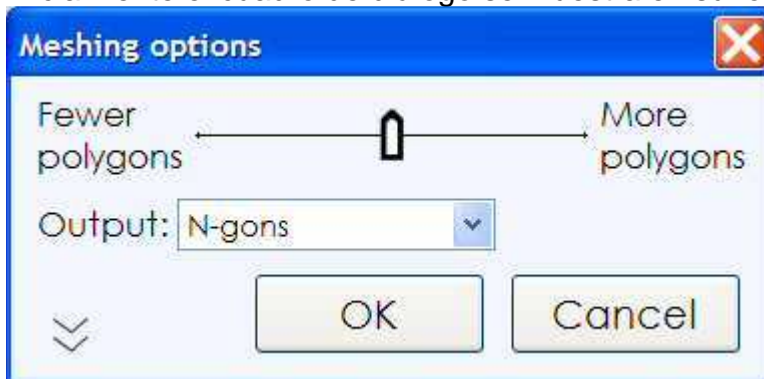 Meshing options
Fewer polygons
More polygons
Output: N-gons
OK
Cancel